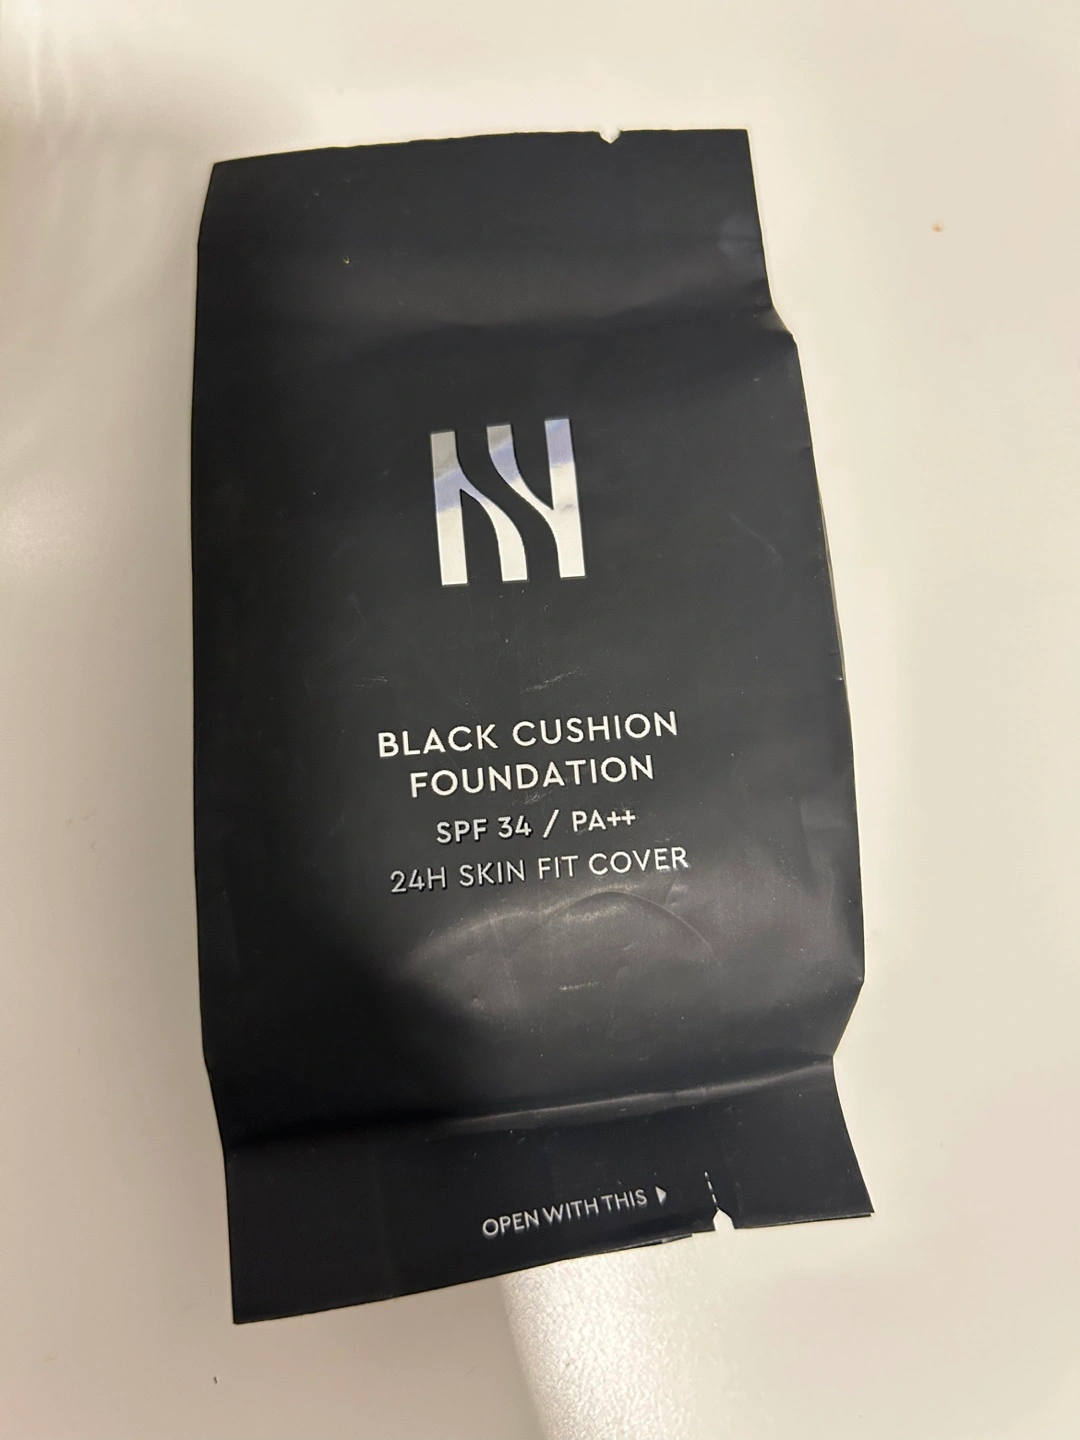 BLACK CUSHION
FOUNDATION
SPF 34 / PA++
24H SKIN FIT COVER
OPEN WITH THIS ▶